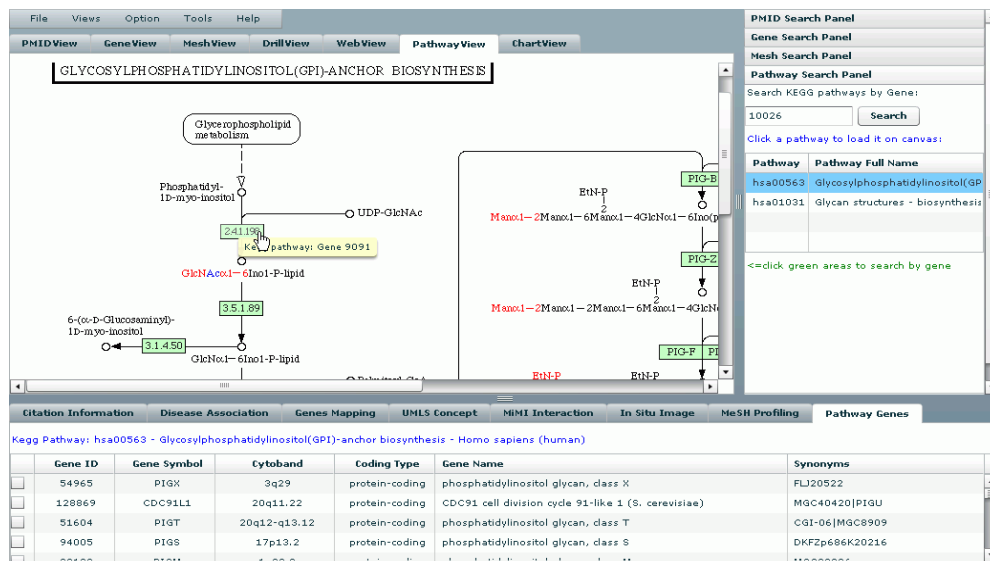 File Views Option Tools Help
PMIDView GeneView MeshView DrillView WebView PathwayView ChartView
GLYCOSYLPHOSPHATIDYLINOSITOL(GPI)-ANCHOR BIOSYNTHESIS
Glycerophospholipid
metabolism
Phosphatidyl-
1D-myo-inositol
UDP-GlcNAc
2.4.1.198
Kegg pathway: Gene 9091
GlcNAcα1−6Ino1-P-lipid
3.5.1.89
6-(α-D-Glucosaminyl)-
1D-myo-inositol
3.1.4.50
GlcNα1−6Ino1-P-lipid
PIG-B
EtN-P
2
Manα1−2Manα1−6Manα1−4GlcNα1−6Ino(p
PIG-Z
EtN-P
2
Manα1−2Manα1−2Manα1−6Manα1−4GlcN
PIG-F PI
EtN-P EtN-P
PMID Search Panel
Gene Search Panel
Mesh Search Panel
Pathway Search Panel
Search KEGG pathways by Gene:
10026 Search
Click a pathway to load it on canvas:
Pathway Pathway Full Name
hsa00563 Glycosylphosphatidylinositol(GP
hsa01031 Glycan structures - biosynthesis
<=click green areas to search by gene
Citation Information Disease Association Genes Mapping UMLS Concept MiMI Interaction In Situ Image MeSH Profiling Pathway Genes
Kegg Pathway: hsa00563 - Glycosylphosphatidylinositol(GPI)-anchor biosynthesis - Homo sapiens (human)
Gene ID Gene Symbol Cytoband Coding Type Gene Name Synonyms
54965 PIGX 3q29 protein-coding phosphatidylinositol glycan, class X FLJ20522
128869 CDC91L1 20q11.22 protein-coding CDC91 cell division cycle 91-like 1 (S. cerevisiae) MGC40420|PIGU
51604 PIGT 20q12-q13.12 protein-coding phosphatidylinositol glycan, class T CGI-06|MGC8909
94005 PIGS 17p13.2 protein-coding phosphatidylinositol glycan, class S DKFZp686K20216